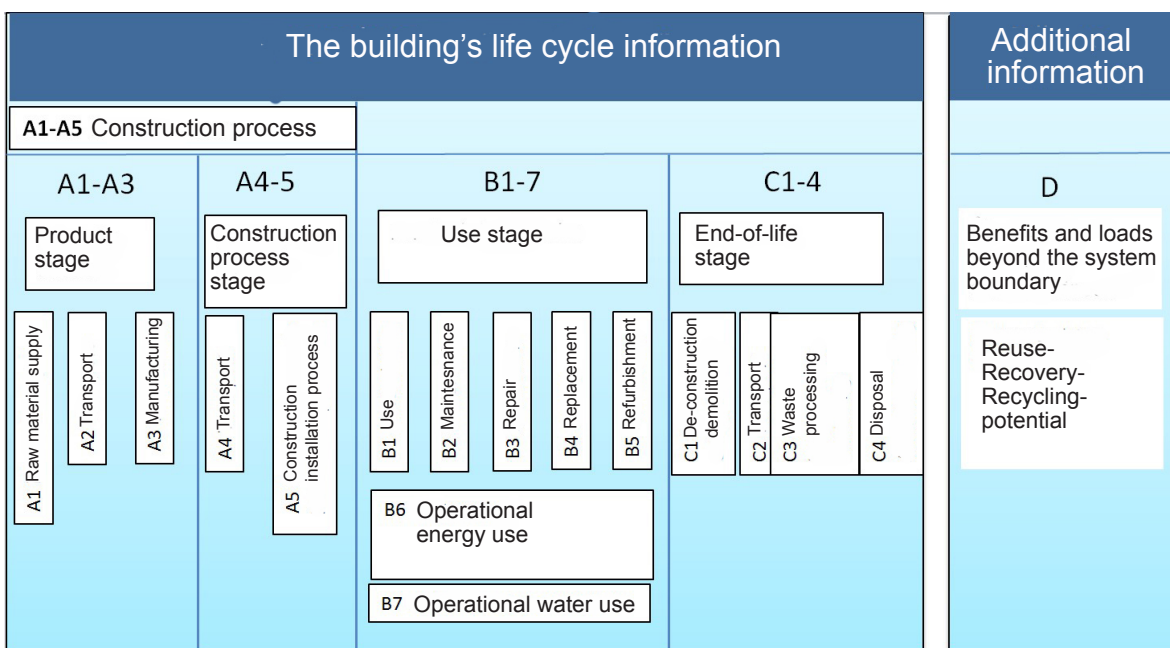 The building’s life cycle information
Additional
information
A1-A5 Construction process
A1-A3
A4-5
B1-7
C1-4
D
Product
stage
Construction
process
stage
Use stage
End-of-life
stage
Benefits and loads
beyond the system
boundary
A1 Raw material supply
A2 Transport
A3 Manufacturing
A4 Transport
A5 Construction
installation process
B1 Use
B2 Maintesnance
B3 Repair
B4 Replacement
B5 Refurbishment
C1 De-construction
demolition
C2 Transport
C3 Waste
processing
C4 Disposal
Reuse-
Recovery-
Recycling-
potential
B6 Operational
energy use
B7 Operational water use